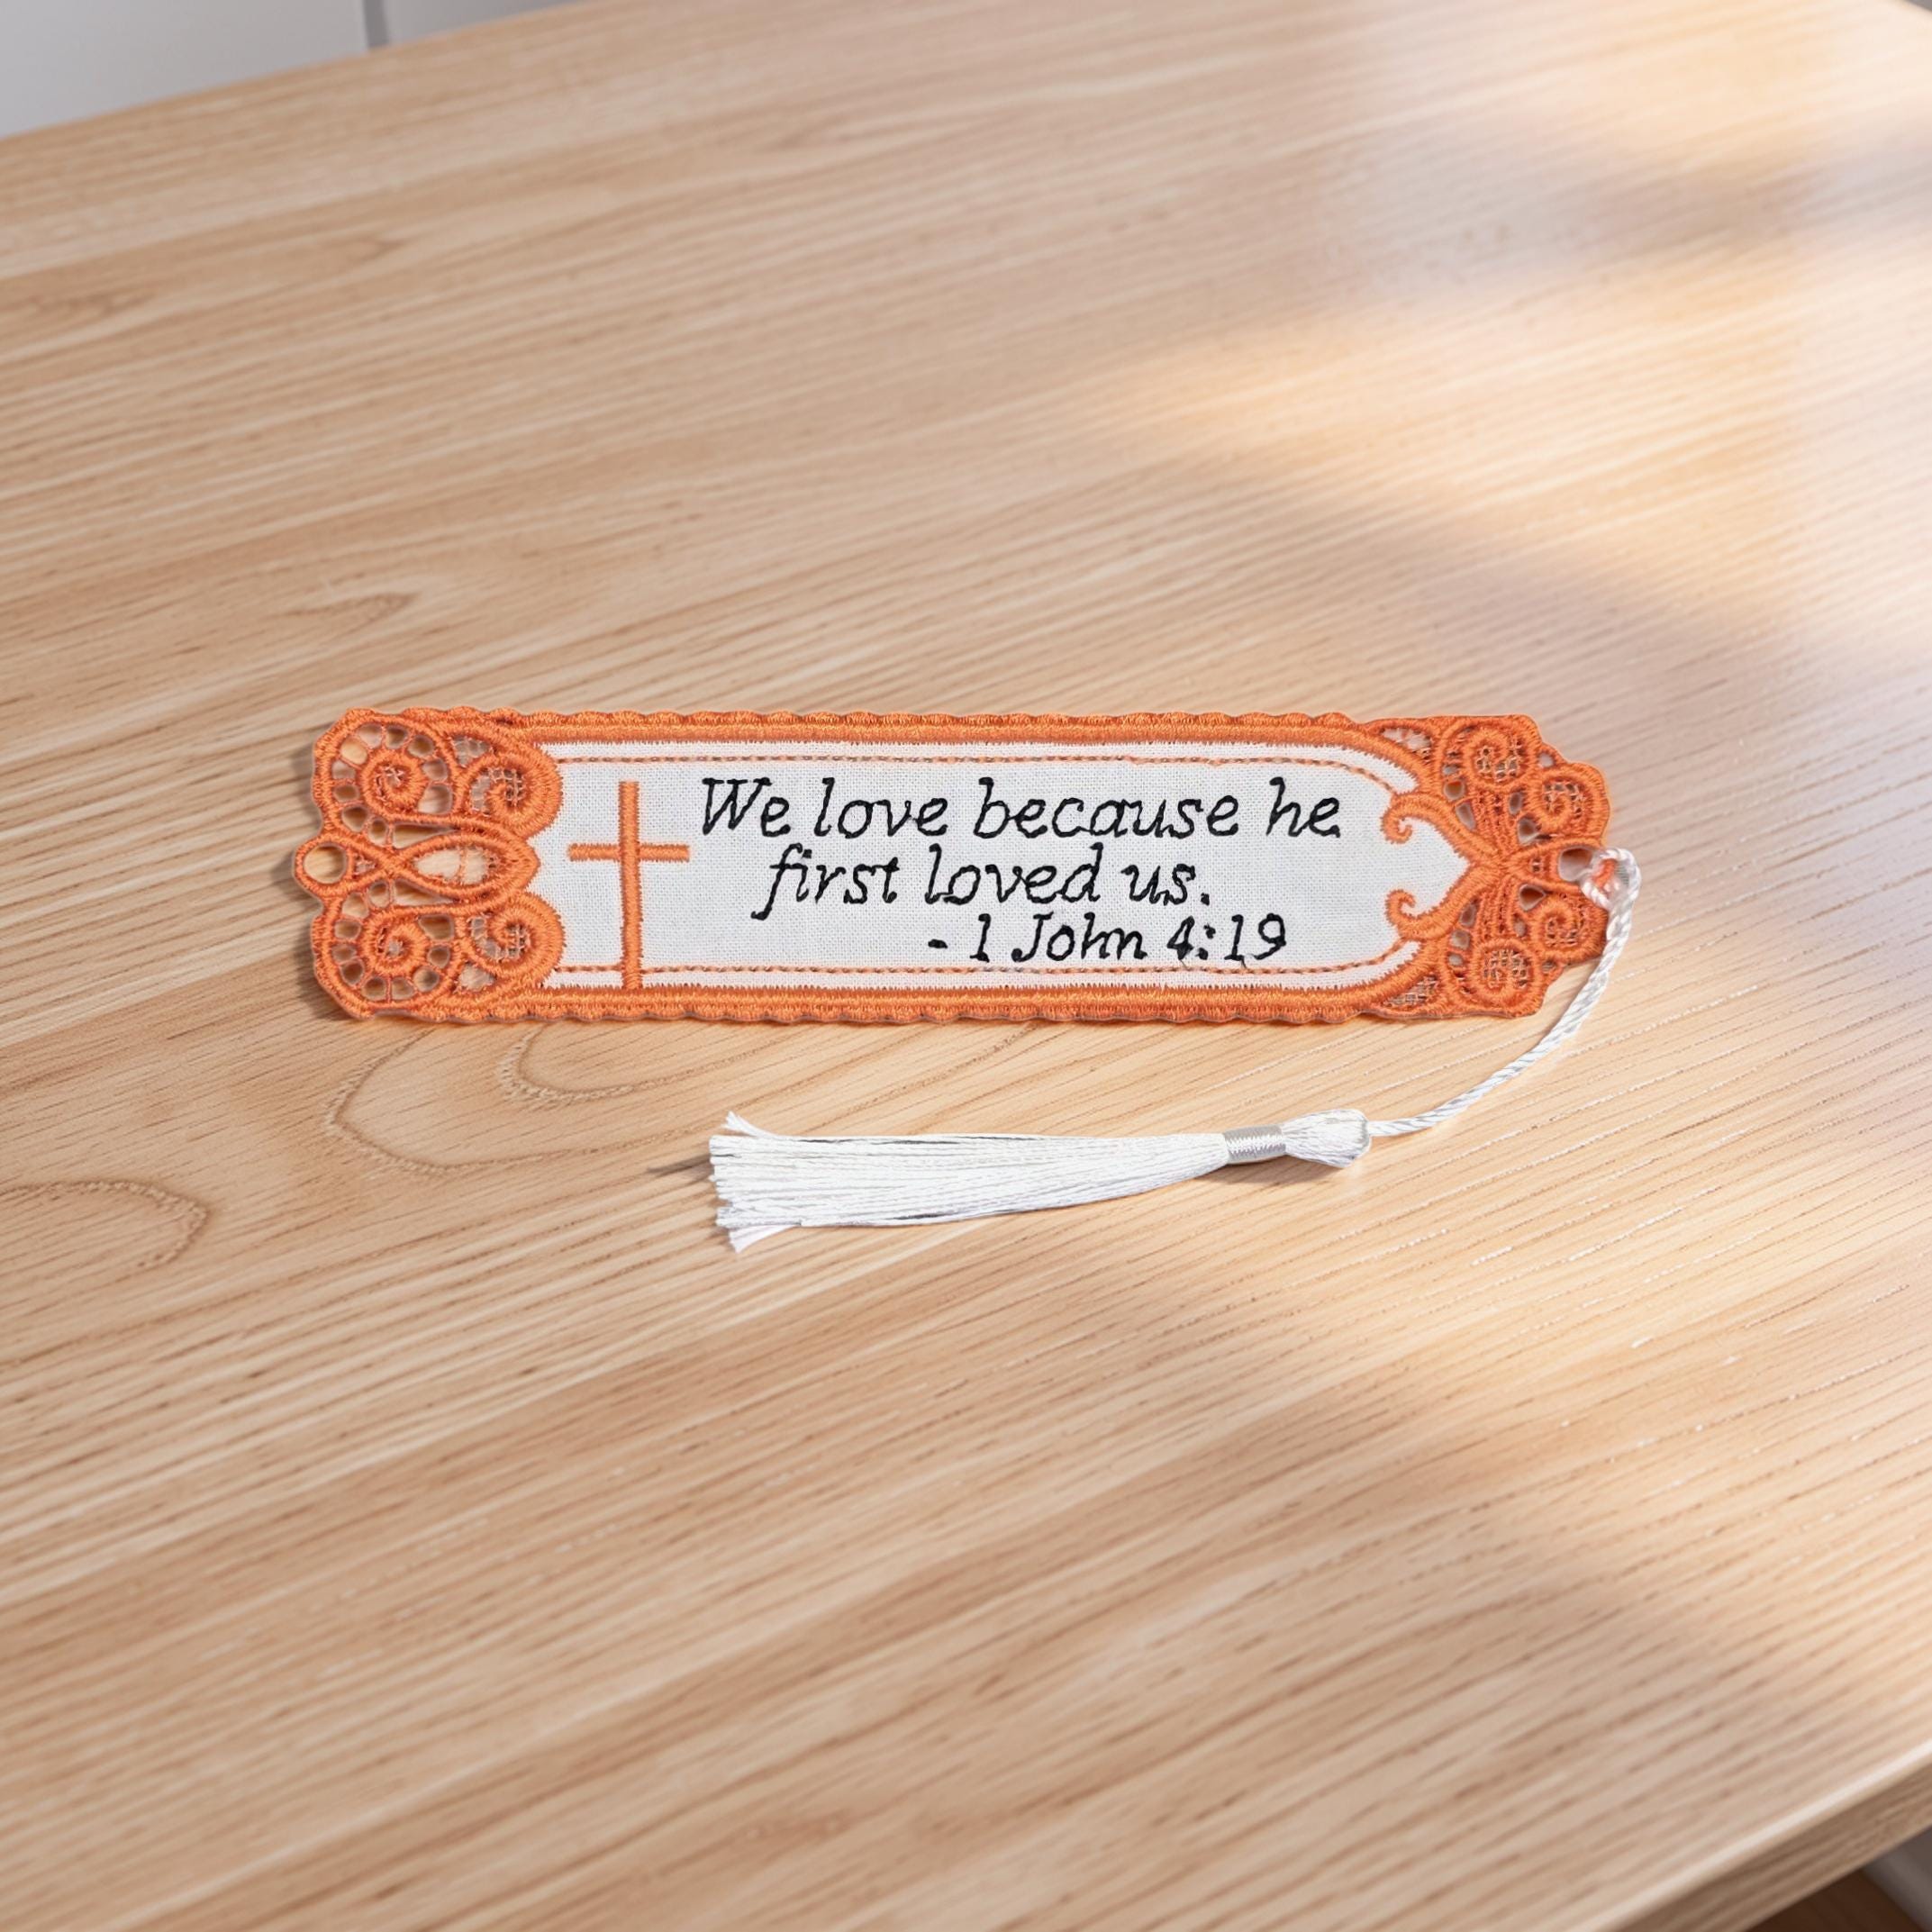 We love because he
first loved us.
- 1 John 4:19